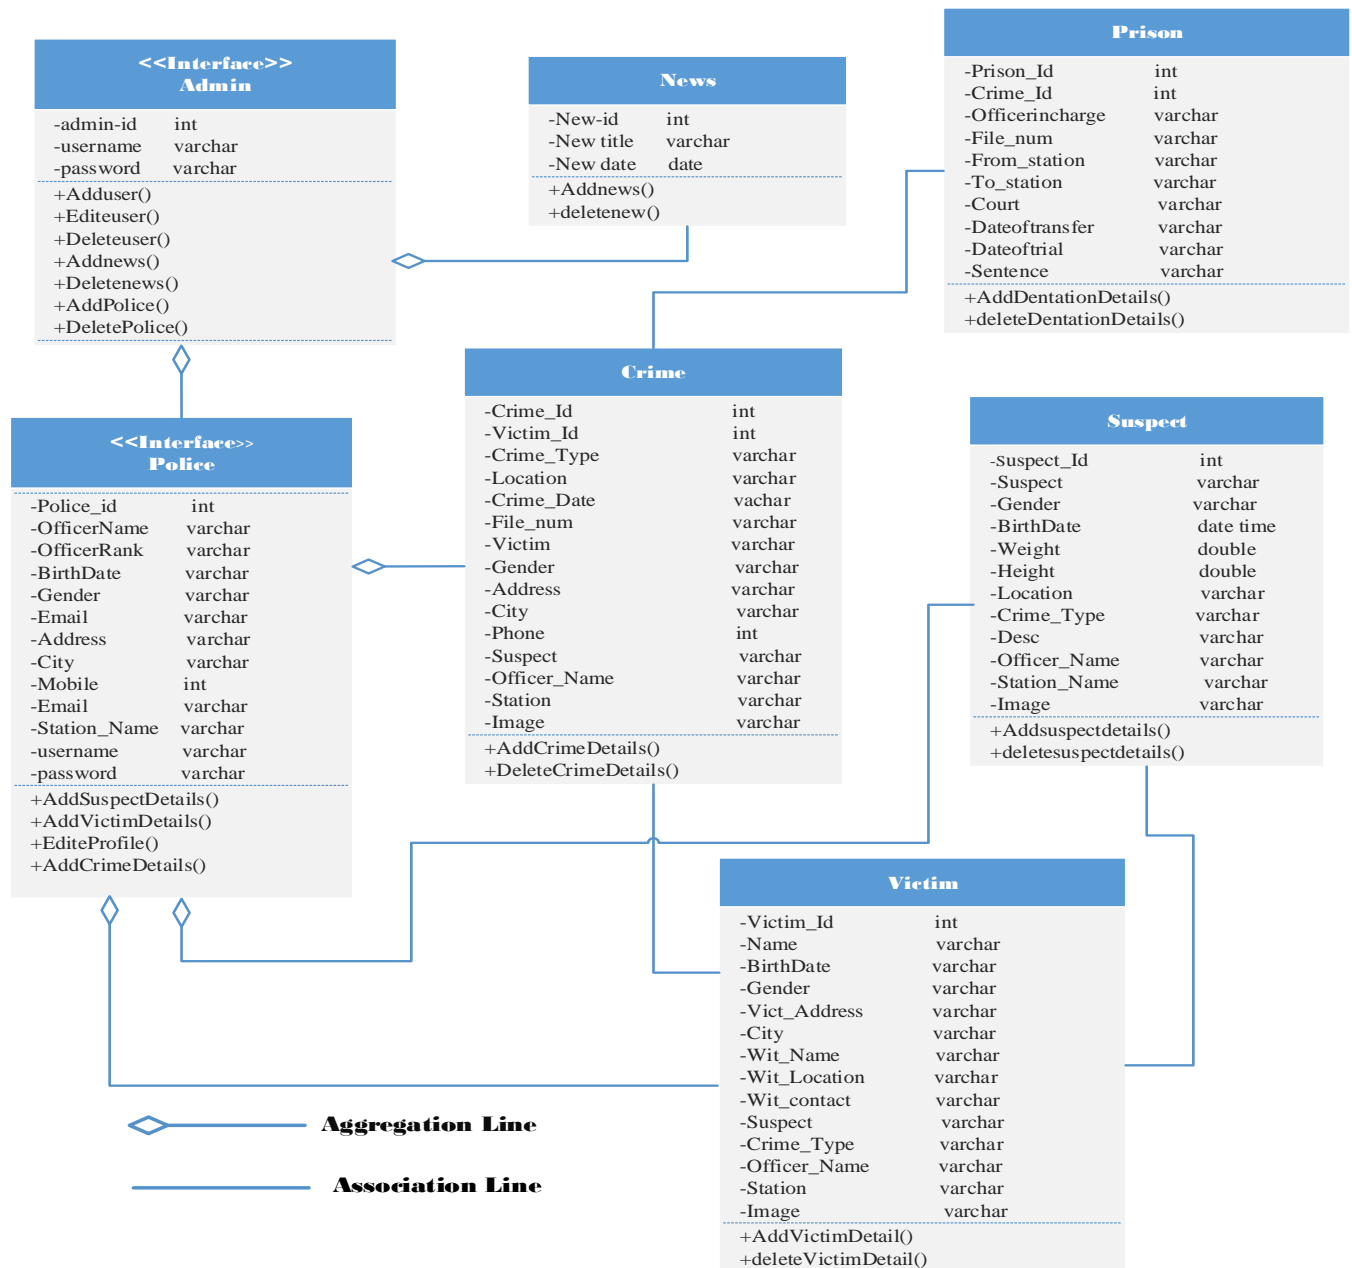 <<Interface>>
Admin
-admin-id int
-username varchar
-password varchar
+Adduser()
+Editeuser()
+Deleteuser()
+Addnews()
+Deletenews()
+AddPolice()
+DeletePolice()
News
-New-id int
-New title varchar
-New date date
+Addnews()
+deletenew()
Prison
-Prison_Id int
-Crime_Id int
-Officerincharge varchar
-File_num varchar
-From_station varchar
-To_station varchar
-Court varchar
-Dateoftransfer varchar
-Dateoftrial varchar
-Sentence varchar
+AddDentationDetails()
+deleteDentationDetails()
<<Interface>>
Police
-Police_id int
-OfficerName varchar
-OfficerRank varchar
-BirthDate varchar
-Gender varchar
-Email varchar
-Address varchar
-City varchar
-Mobile int
-Email varchar
-Station_Name varchar
-username varchar
-password varchar
+AddSuspectDetails()
+AddVictimDetails()
+EditeProfile()
+AddCrimeDetails()
Crime
-Crime_Id int
-Victim_Id int
-Crime_Type varchar
-Location varchar
-Crime_Date vachar
-File_num varchar
-Victim varchar
-Gender varchar
-Address varchar
-City varchar
-Phone int
-Suspect varchar
-Officer_Name varchar
-Station varchar
-Image varchar
+AddCrimeDetails()
+DeleteCrimeDetails()
Suspect
-Suspect_Id int
-Suspect varchar
-Gender varchar
-BirthDate date time
-Weight double
-Height double
-Location varchar
-Crime_Type varchar
-Desc varchar
-Officer_Name varchar
-Station_Name varchar
-Image varchar
+Addsuspectdetails()
+deletesuspectdetails()
Victim
-Victim_Id int
-Name varchar
-BirthDate varchar
-Gender varchar
-Vict_Address varchar
-City varchar
-Wit_Name varchar
-Wit_Location varchar
-Wit_contact varchar
-Suspect varchar
-Crime_Type varchar
-Officer_Name varchar
-Station varchar
-Image varchar
+AddVictimDetail()
+deleteVictimDetail()
Aggregation Line
Association Line